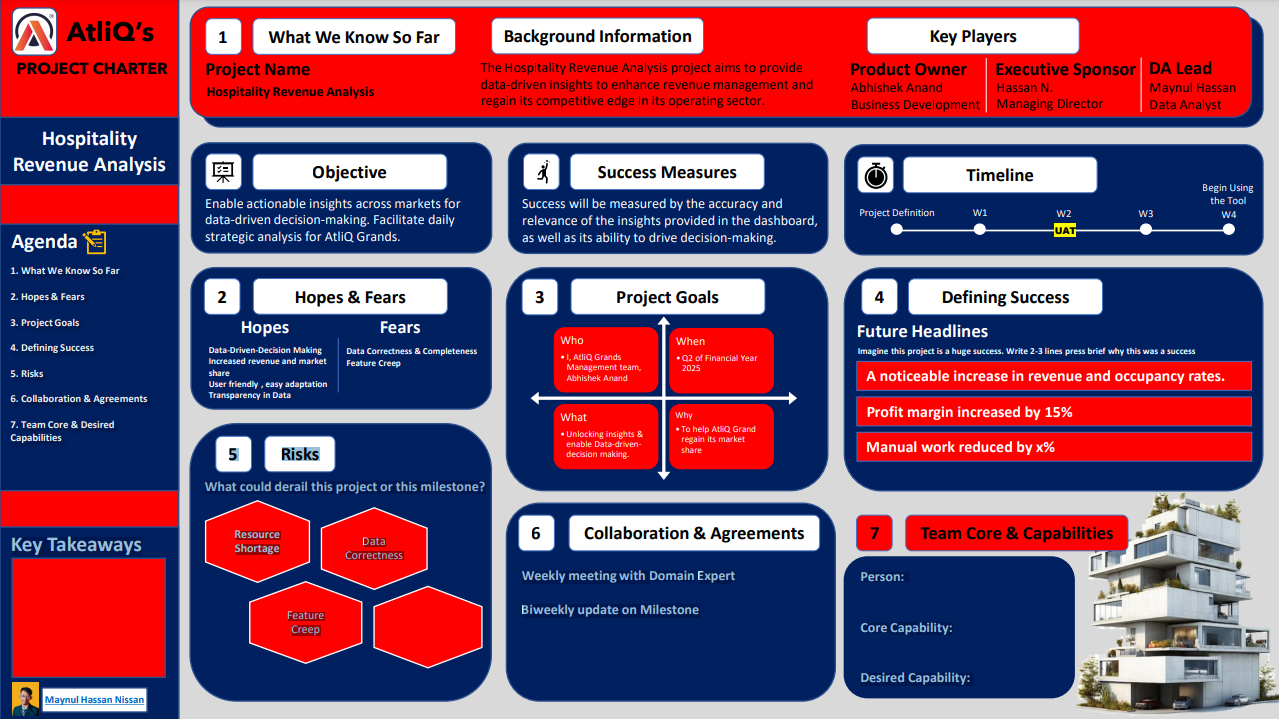 AtliQ's
PROJECT CHARTER
Hospitality
Revenue Analysis
Agenda
1. What We Know So Far
2. Hopes & Fears
3. Project Goals
4. Defining Success
5. Risks
6. Collaboration & Agreements
7. Team Core & Desired
Capabilities
Key Takeaways
Maynul Hassan Nissan
1
What We Know So Far
Project Name
Hospitality Revenue Analysis
Background Information
The Hospitality Revenue Analysis project aims to provide
data-driven insights to enhance revenue management and
regain its competitive edge in its operating sector.
Key Players
Product Owner
Abhishek Anand
Business Development
Executive Sponsor
Hassan N.
Managing Director
DA Lead
Maynul Hassan
Data Analyst
Objective
Enable actionable insights across markets for
data-driven decision-making. Facilitate daily
strategic analysis for AtliQ Grands.
Success Measures
Success will be measured by the accuracy and
relevance of the insights provided in the dashboard,
as well as its ability to drive decision-making.
Timeline
Project Definition
W1
W2
UAT
W3
Begin Using
the Tool
W4
2
Hopes & Fears
Hopes
Data-Driven-Decision Making
Increased revenue and market
share
User friendly , easy adaptation
Transparency in Data
Fears
Data Correctness & Completeness
Feature Creep
3
Project Goals
Who
• I, AtliQ Grands
Management team,
Abhishek Anand
When
• Q2 of Financial Year
2025
What
• Unlocking insights &
enable Data-driven-
decision making.
Why
• To help AtliQ Grand
regain its market
share
4
Defining Success
Future Headlines
Imagine this project is a huge success. Write 2-3 lines press brief why this was a success
A noticeable increase in revenue and occupancy rates.
Profit margin increased by 15%
Manual work reduced by x%
5
Risks
What could derail this project or this milestone?
Resource
Shortage
Data
Correctness
Feature
Creep
6
Collaboration & Agreements
Weekly meeting with Domain Expert
Biweekly update on Milestone
7
Team Core & Capabilities
Person:
Core Capability:
Desired Capability: